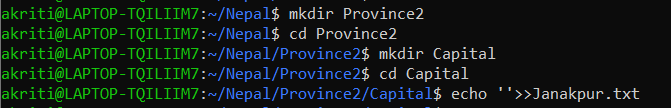 akriti@LAPTOP-TQILIIM7:~/Nepal$ mkdir Province2
akriti@LAPTOP-TQILIIM7:~/Nepal$ cd Province2
akriti@LAPTOP-TQILIIM7:~/Nepal/Province2$ mkdir Capital
akriti@LAPTOP-TQILIIM7:~/Nepal/Province2$ cd Capital
akriti@LAPTOP-TQILIIM7:~/Nepal/Province2/Capital$ echo ''>>Janakpur.txt